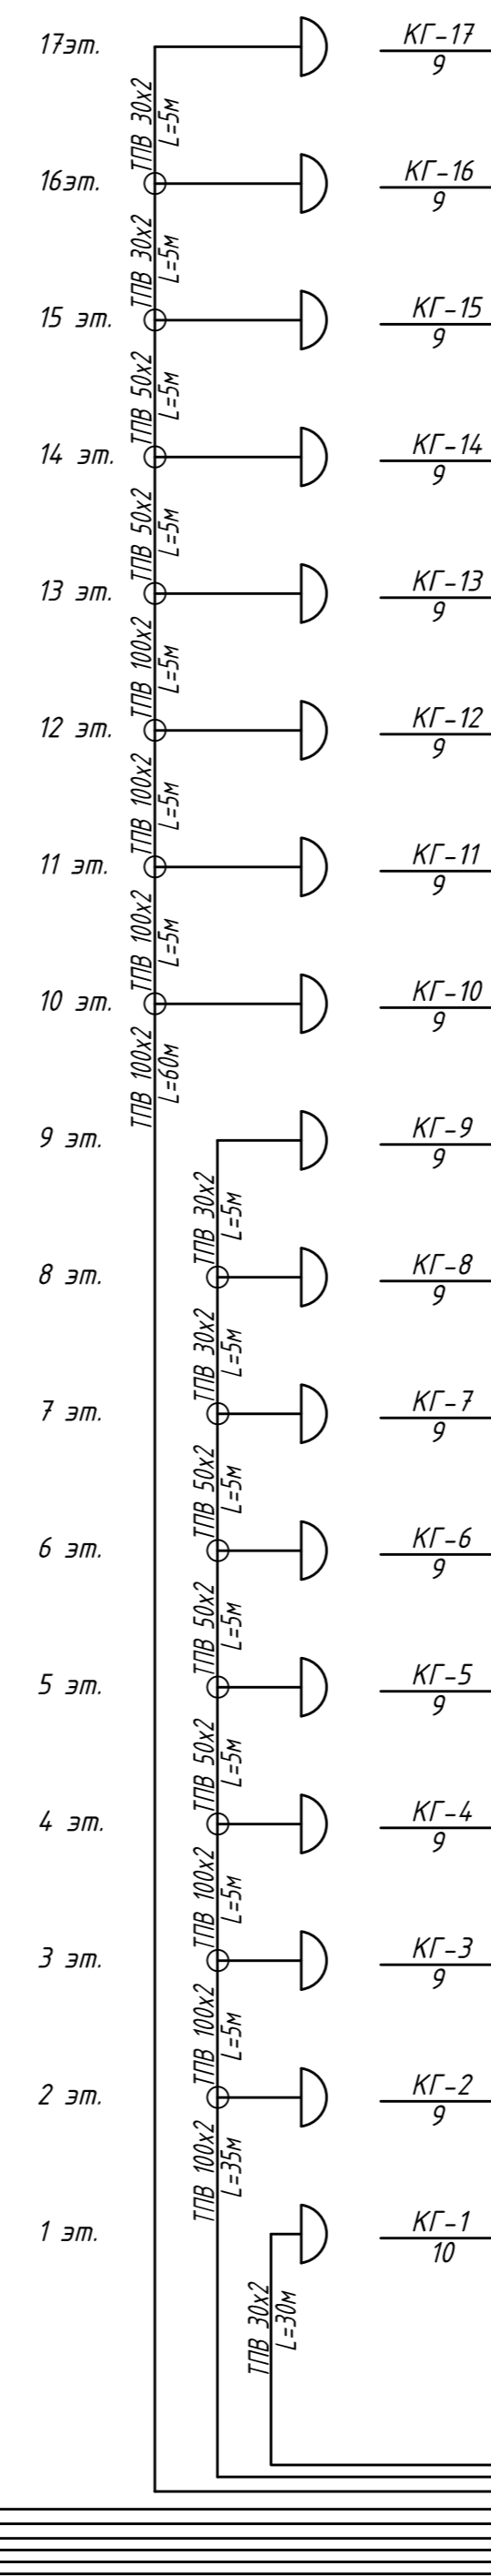 17эт.
КГ-17
9
ТПВ 30х2
L=5м
16эт.
КГ-16
9
ТПВ 30х2
L=5м
15 эт.
КГ-15
9
ТПВ 50х2
L=5м
14 эт.
КГ-14
9
ТПВ 50х2
L=5м
13 эт.
КГ-13
9
ТПВ 100х2
L=5м
12 эт.
КГ-12
9
ТПВ 100х2
L=5м
11 эт.
КГ-11
9
ТПВ 100х2
L=5м
10 эт.
КГ-10
9
ТПВ 100х2
L=60м
9 эт.
КГ-9
9
ТПВ 30х2
L=5м
8 эт.
КГ-8
9
ТПВ 30х2
L=5м
7 эт.
КГ-7
9
ТПВ 50х2
L=5м
6 эт.
КГ-6
9
ТПВ 50х2
L=5м
5 эт.
КГ-5
9
ТПВ 50х2
L=5м
4 эт.
КГ-4
9
ТПВ 100х2
L=5м
3 эт.
КГ-3
9
ТПВ 100х2
L=5м
2 эт.
КГ-2
9
ТПВ 100х2
L=35м
1 эт.
КГ-1
10
ТПВ 30х2
L=30м